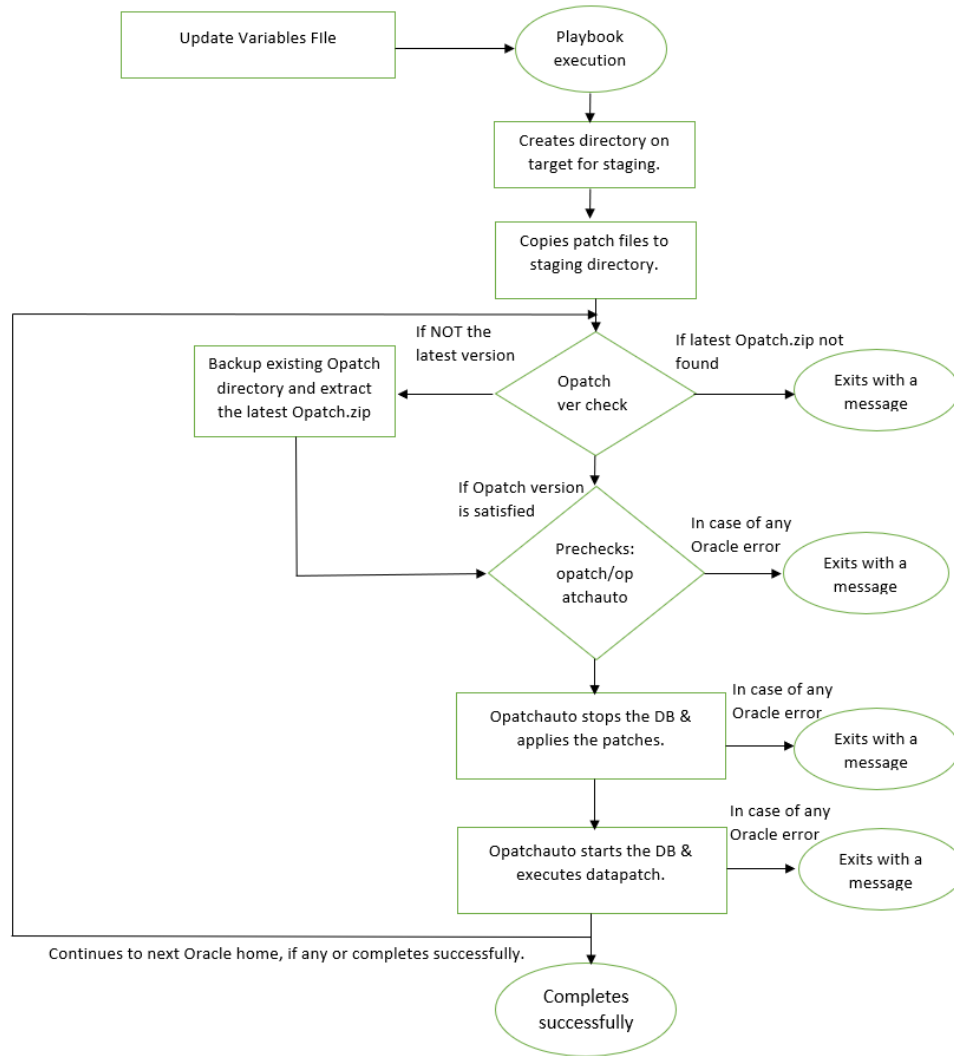 Update Variables FIle
Playbook
execution
Creates directory on
target for staging.
Copies patch files to
staging directory.
If NOT the
latest version
If latest Opatch.zip not
found
Backup existing Opatch
directory and extract
the latest Opatch.zip
Opatch
ver check
Exits with a
message
If Opatch version
is satisfied
In case of any
Oracle error
Prechecks:
opatch/op
atchauto
Exits with a
message
In case of any
Oracle error
Opatchauto stops the DB &
applies the patches.
Exits with a
message
In case of any
Oracle error
Opatchauto starts the DB &
executes datapatch.
Exits with a
message
Continues to next Oracle home, if any or completes successfully.
Completes
successfully